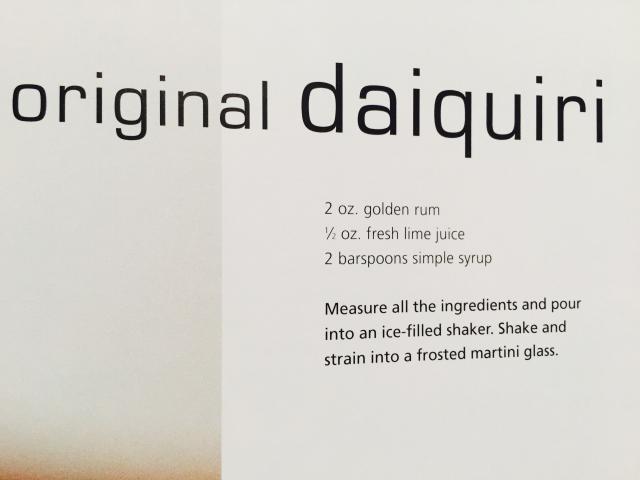 original daiquiri
2 oz. golden rum
½ oz. fresh lime juice
2 barspoons simple syrup
Measure all the ingredients and pour
into an ice-filled shaker. Shake and
strain into a frosted martini glass.